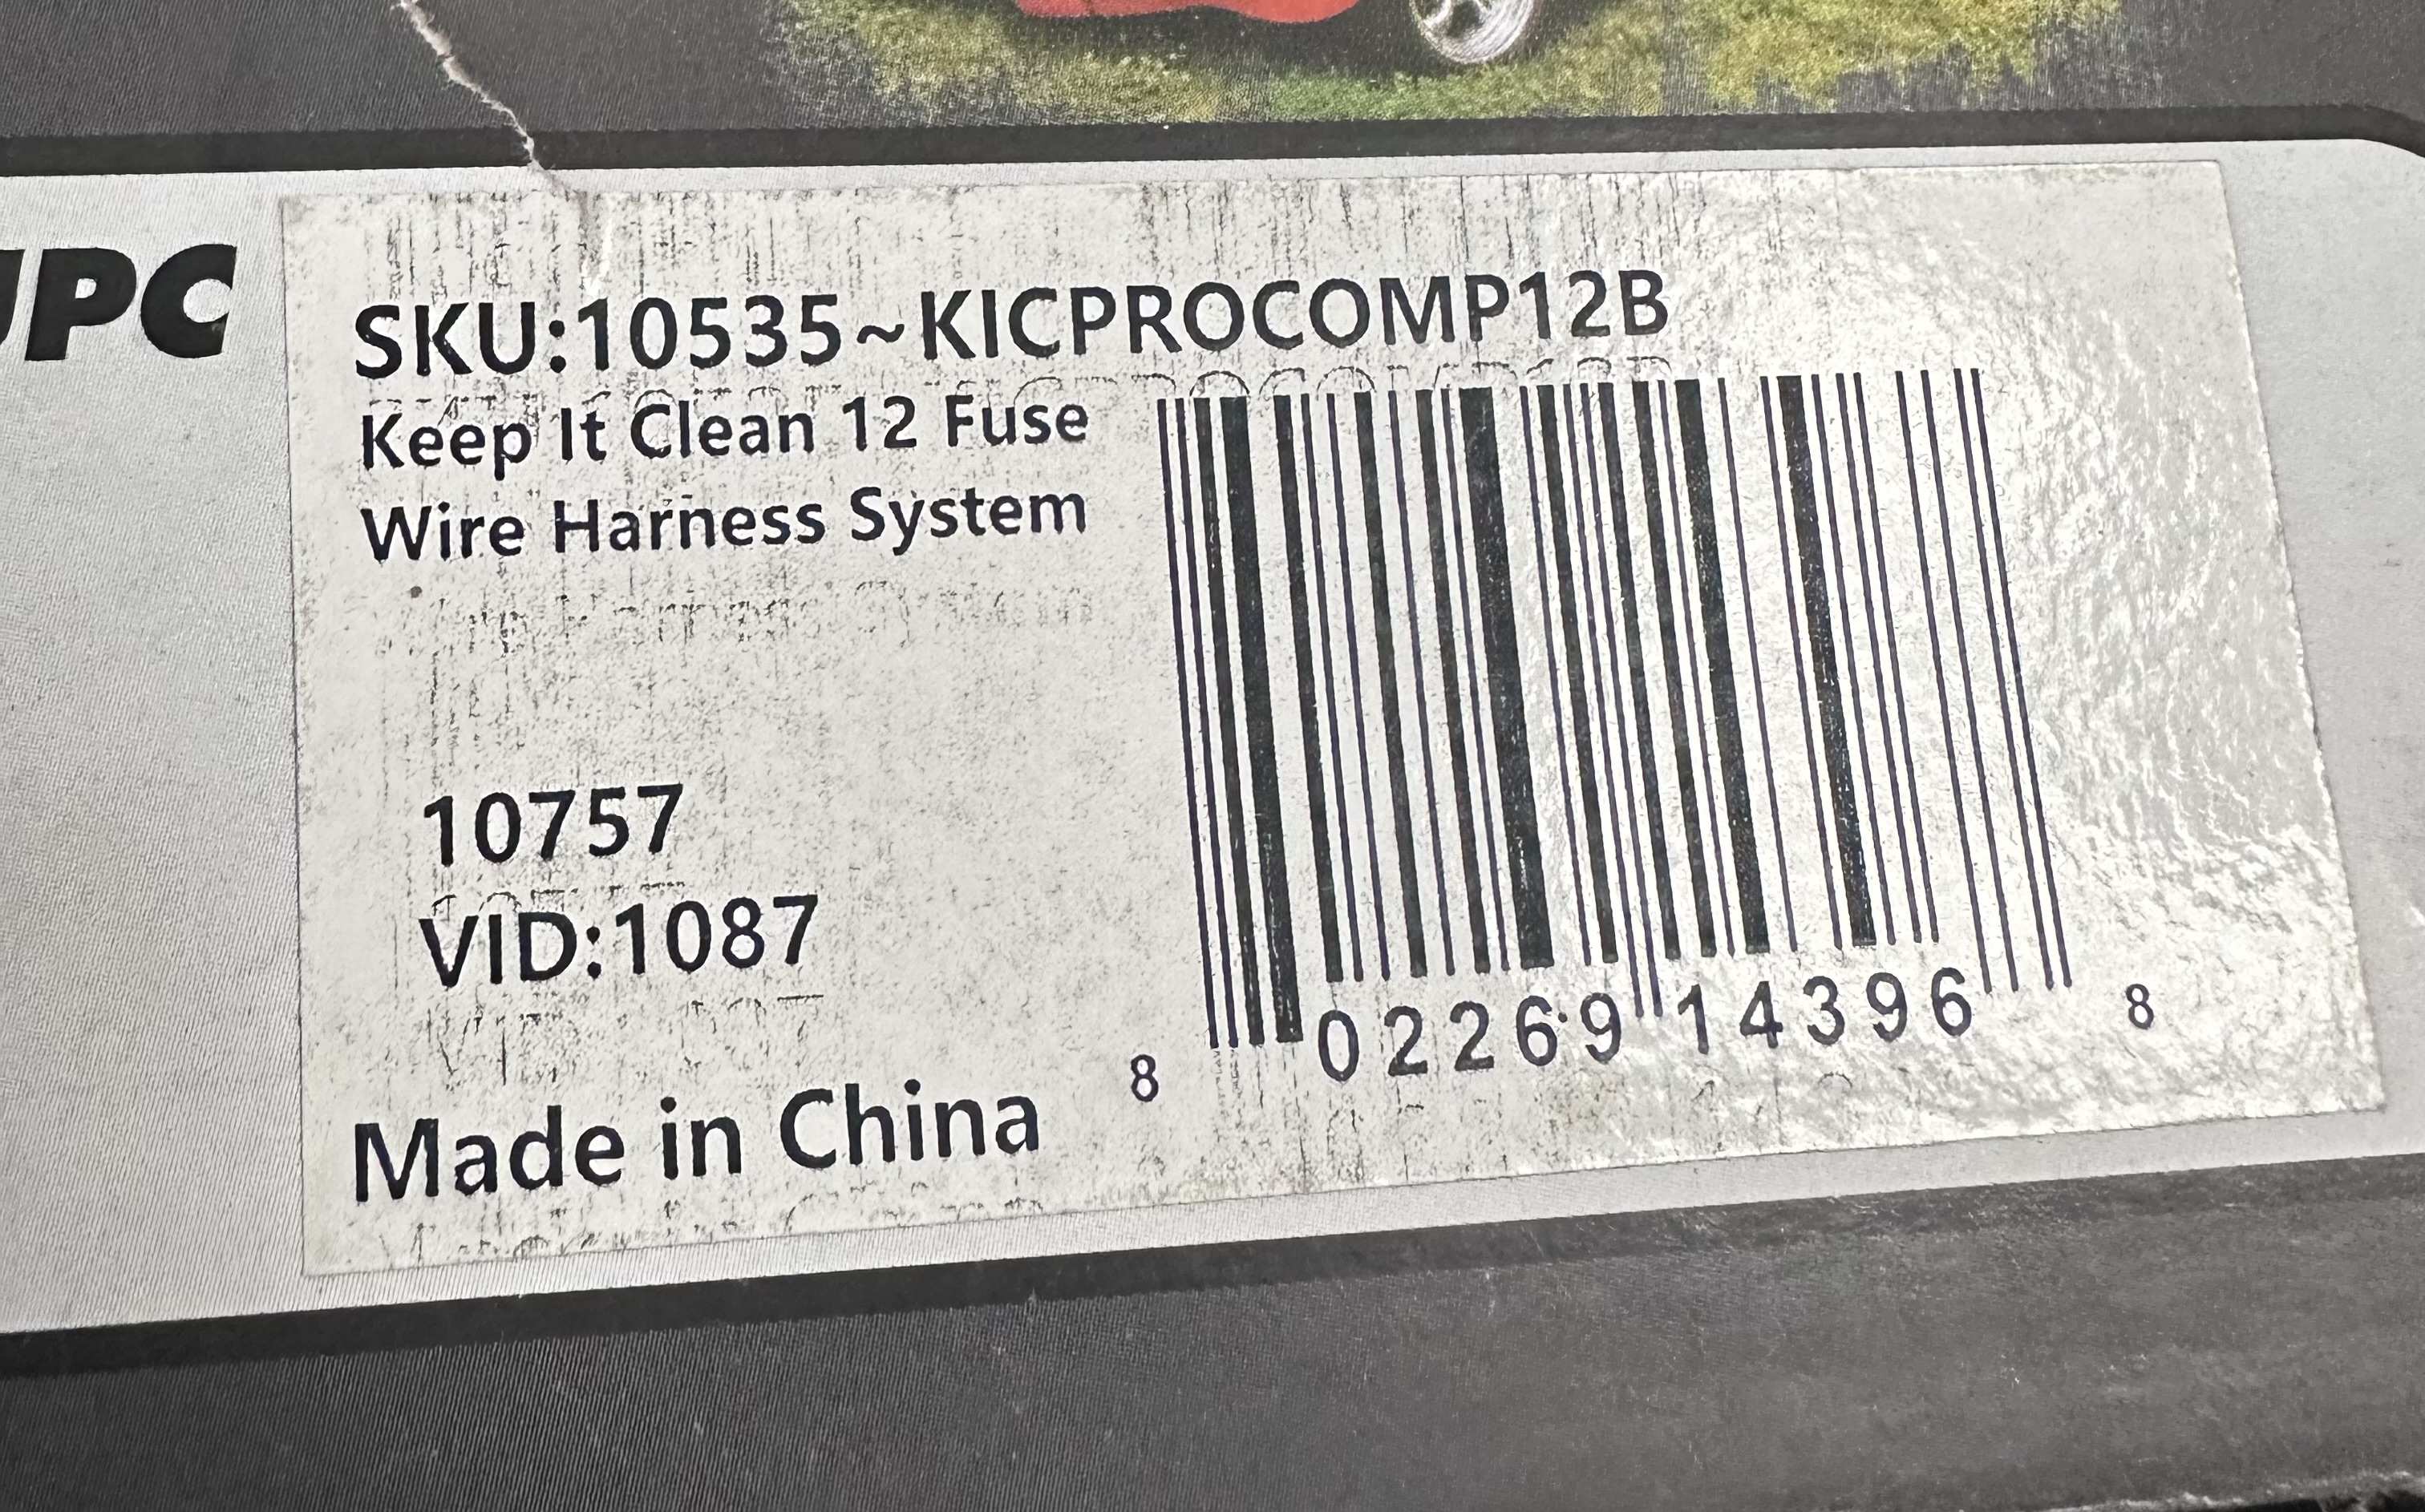 UPC
SKU:10535~KICPROCOMP12B
Keep It Clean 12 Fuse
Wire Harness System
10757
VID:1087
8 02269 14396 8
Made in China